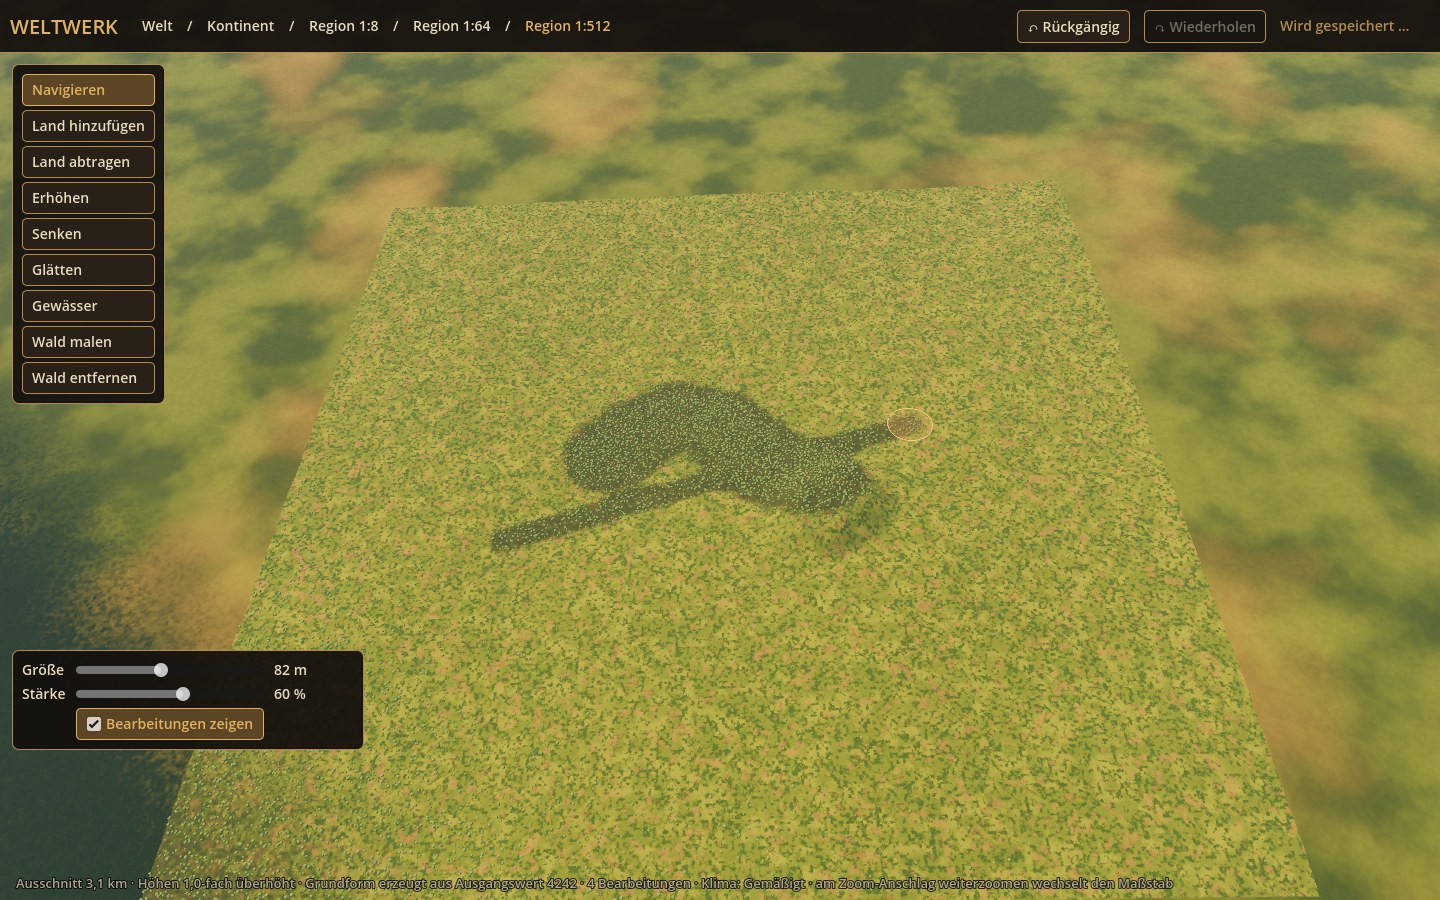 WELTWERK Welt / Kontinent / Region 1:8 / Region 1:64 / Region 1:512 Rückgängig Wiederholen Wird gespeichert ...
Navigieren
Land hinzufügen
Land abtragen
Erhöhen
Senken
Glätten
Gewässer
Wald malen
Wald entfernen
Größe 82 m
Stärke 60 %
Bearbeitungen zeigen
Ausschnitt 3,1 km · Höhen 1,0-fach überhöht · Grundform erzeugt aus Ausgangswert 4242 · 4 Bearbeitungen · Klima: Gemäßigt · am Zoom-Anschlag weiterzoomen wechselt den Maßstab